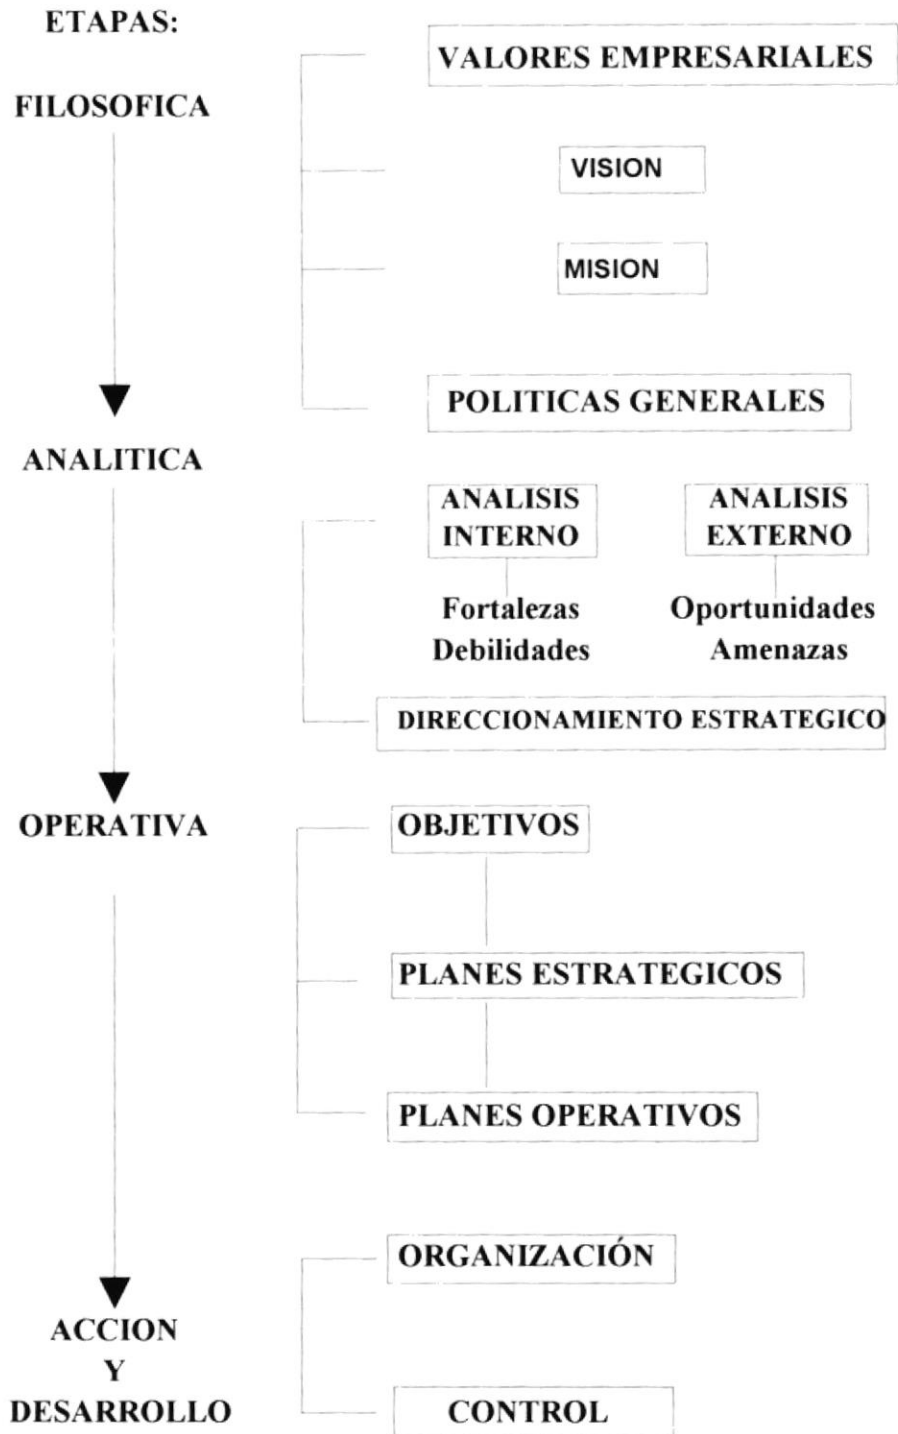 ETAPAS:
VALORES EMPRESARIALES
FILOSOFICA
VISION
MISION
POLITICAS GENERALES
ANALITICA
ANALISIS
INTERNO
ANALISIS
EXTERNO
Fortalezas
Debilidades
Oportunidades
Amenazas
DIRECCIONAMIENTO ESTRATEGICO
OPERATIVA
OBJETIVOS
PLANES ESTRATEGICOS
PLANES OPERATIVOS
ORGANIZACIÓN
ACCION
Y
DESARROLLO
CONTROL